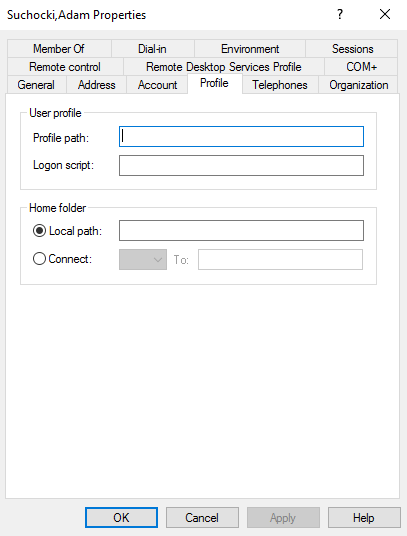 Suchocki,Adam Properties
?
Member Of Dial-in Environment Sessions
Remote control Remote Desktop Services Profile COM+
General Address Account Profile Telephones Organization
User profile
Profile path:
Logon script:
Home folder
Local path:
Connect: To:
OK Cancel Apply Help